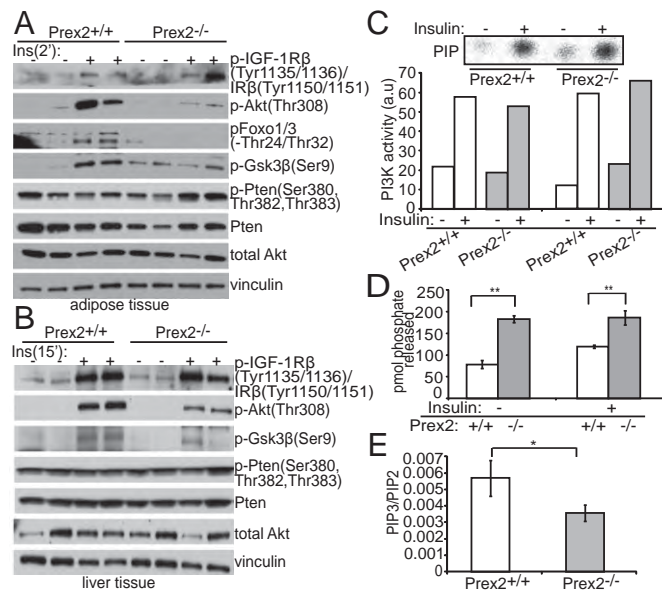 A
Prex2+/+ Prex2-/-
Ins(2'):
- - + + - - + +
p-IGF-1Rβ
(Tyr1135/1136)/
IRβ(Tyr1150/1151)
p-Akt(Thr308)
pFoxo1/3
(-Thr24/Thr32)
p-Gsk3β(Ser9)
p-Pten(Ser380,
Thr382,Thr383)
Pten
total Akt
vinculin
adipose tissue
B
Prex2+/+ Prex2-/-
Ins(15'):
- - + + - - + +
p-IGF-1Rβ
(Tyr1135/1136)/
IRβ(Tyr1150/1151)
p-Akt(Thr308)
p-Gsk3β(Ser9)
p-Pten(Ser380,
Thr382,Thr383)
Pten
total Akt
vinculin
liver tissue
C
Insulin: - + - +
PIP
Prex2+/+ Prex2-/-
PI3K activity (a.u)
70
60
50
40
30
20
10
0
Insulin: - + - + - + - +
Prex2+/+ Prex2-/- Prex2+/+ Prex2-/-
D
pmol phosphate
released
250
200
150
100
50
0
** **
Insulin: - +
Prex2: +/+ -/- +/+ -/-
E
PIP3/PIP2
0.007
0.006
0.005
0.004
0.003
0.002
0.001
0
*
Prex2+/+ Prex2-/-